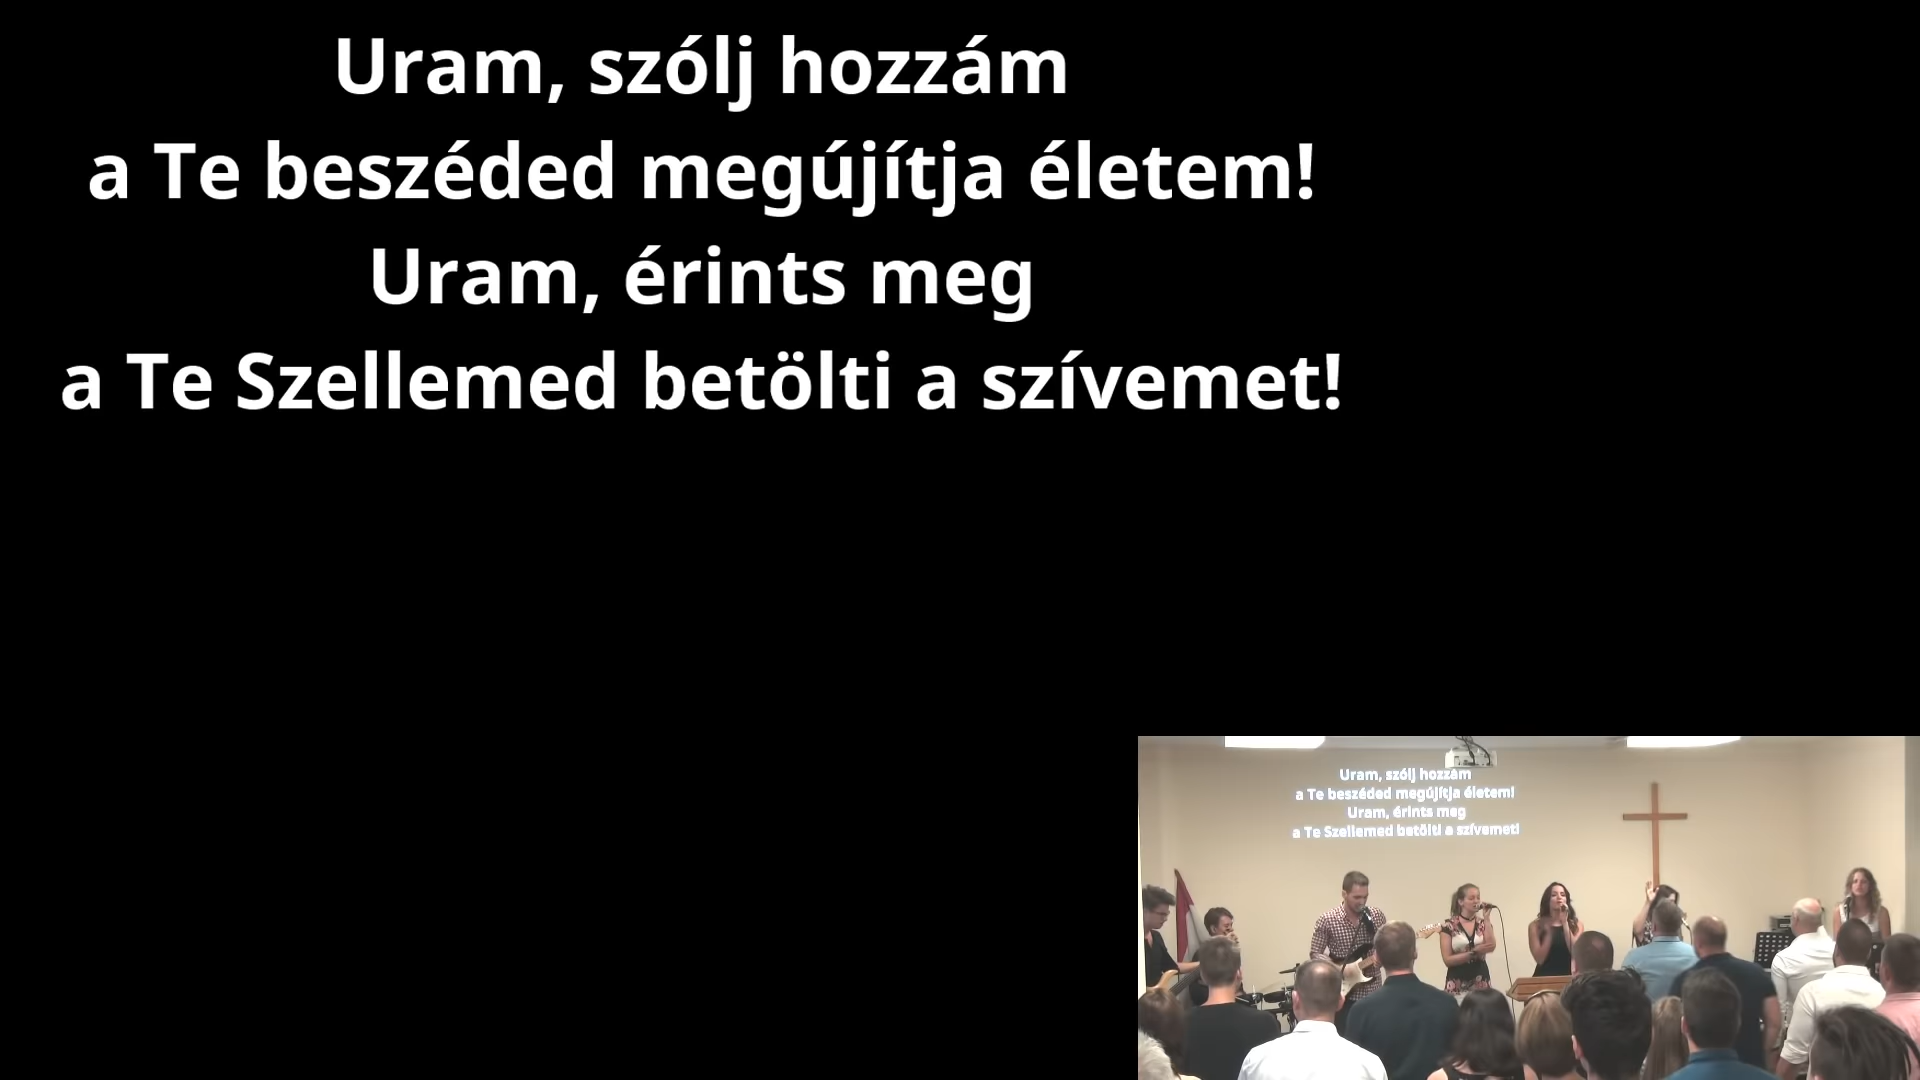 Uram, szólj hozzám
a Te beszéded megújítja életem!
Uram, érints meg
a Te Szellemed betölti a szívemet!
Uram, szólj hozzám
a Te beszéded megújítja életem!
Uram, érints meg
a Te Szellemed betölti a szívemet!